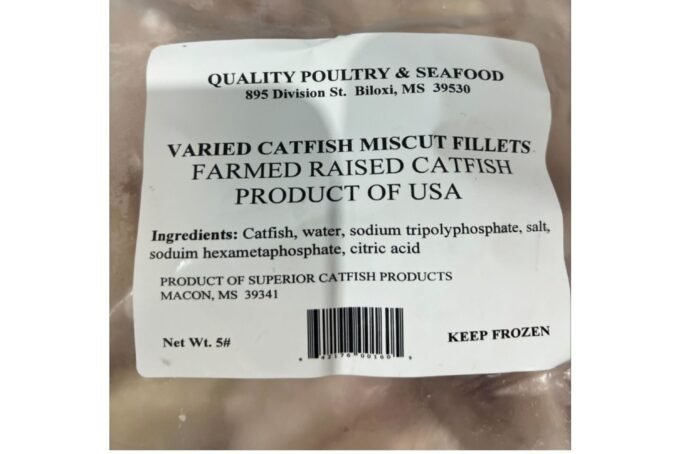 QUALITY POULTRY & SEAFOOD
895 Division St. Biloxi, MS 39530
VARIED CATFISH MISCUT FILLETS
FARMED RAISED CATFISH
PRODUCT OF USA
Ingredients: Catfish, water, sodium tripolyphosphate, salt,
soduim hexametaphosphate, citric acid
PRODUCT OF SUPERIOR CATFISH PRODUCTS
MACON, MS 39341
Net Wt. 5#
KEEP FROZEN